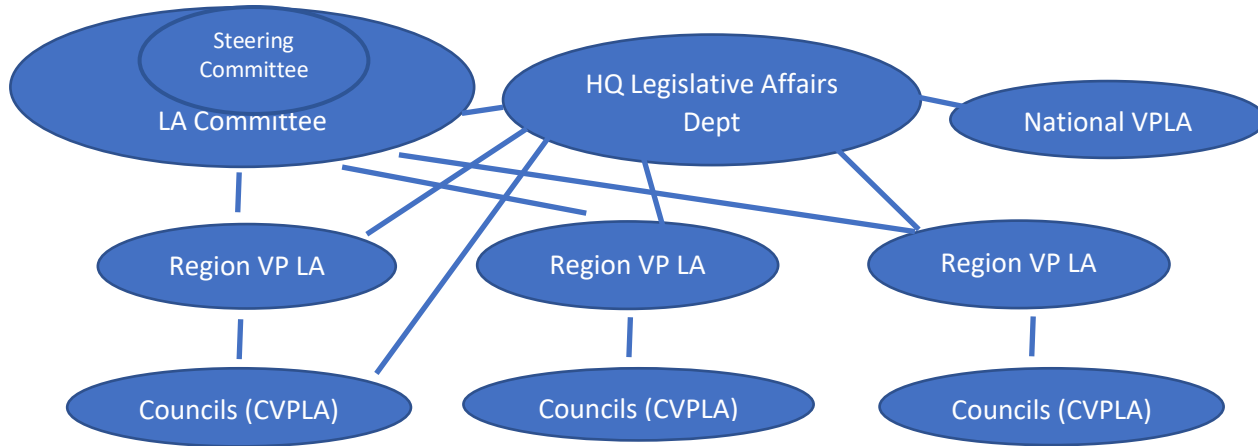 Steering
Committee
LA Committee
HQ Legislative Affairs
Dept
National VPLA
Region VP LA
Region VP LA
Region VP LA
Councils (CVPLA)
Councils (CVPLA)
Councils (CVPLA)